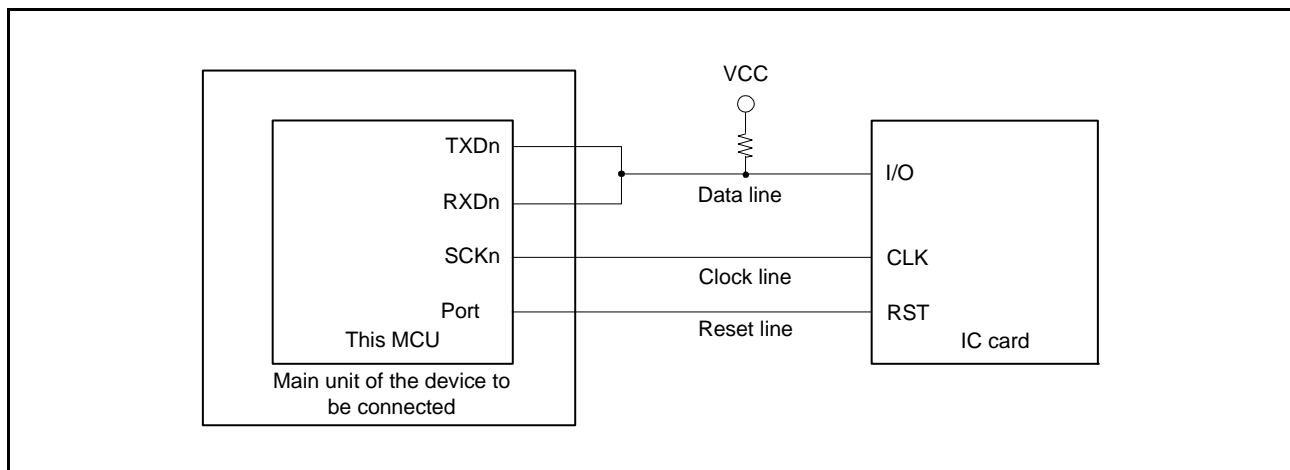 VCC
TXDn
RXDn
SCKn
Port
This MCU
Main unit of the device to
be connected
Data line
Clock line
Reset line
I/O
CLK
RST
IC card